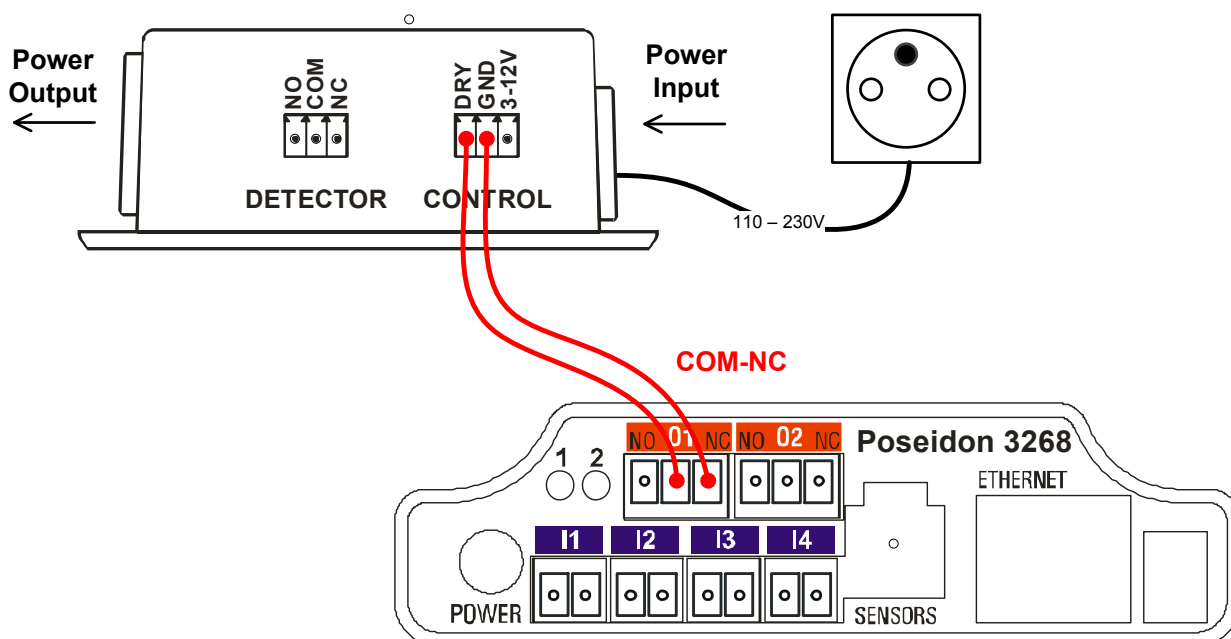 Power
Output
NO
COM
NC
DRY
GND
3-12V
Power
Input
DETECTOR
CONTROL
110 – 230V
COM-NC
1 2
NO O1 NC
NO O2 NC
Poseidon 3268
ETHERNET
I1 I2 I3 I4
POWER
SENSORS